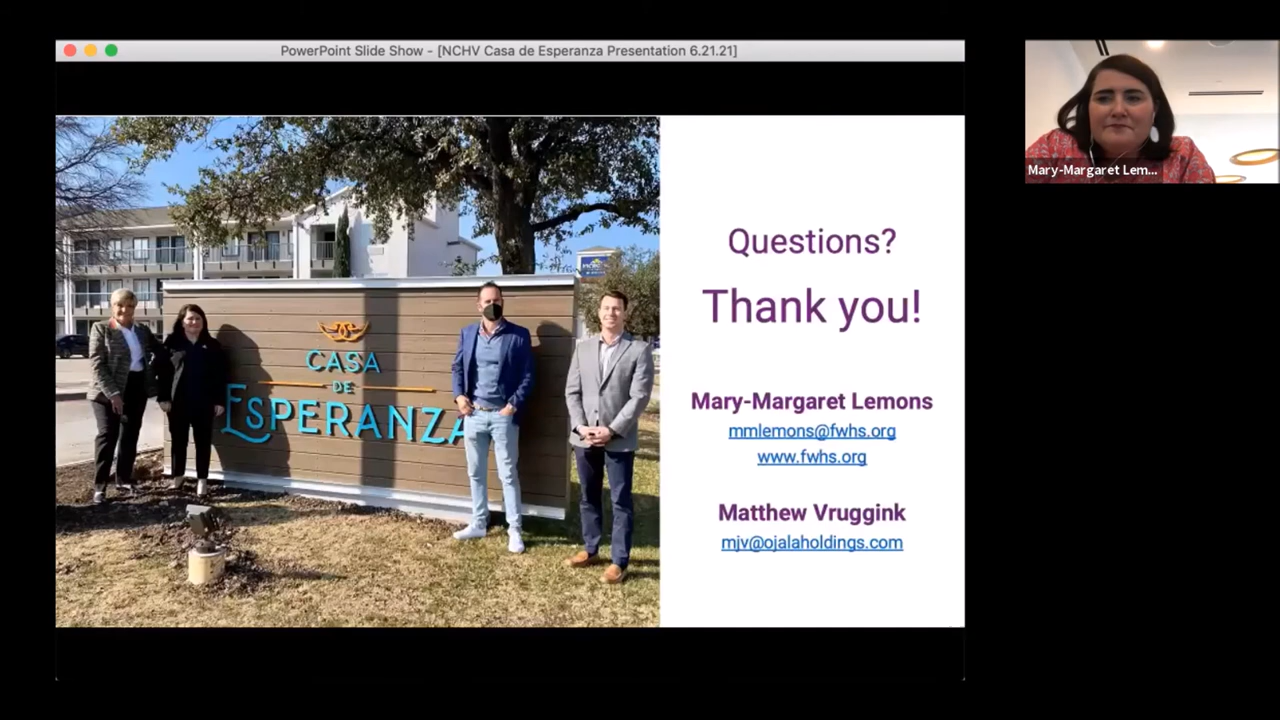 PowerPoint Slide Show - [NCHV Casa de Esperanza Presentation 6.21.21]
CASA
DE
ESPERANZA
Questions?
Thank you!
Mary-Margaret Lemons
mmlemons@fwhs.org
www.fwhs.org
Matthew Vruggink
mjv@ojalaholdings.com
Mary-Margaret Lem...